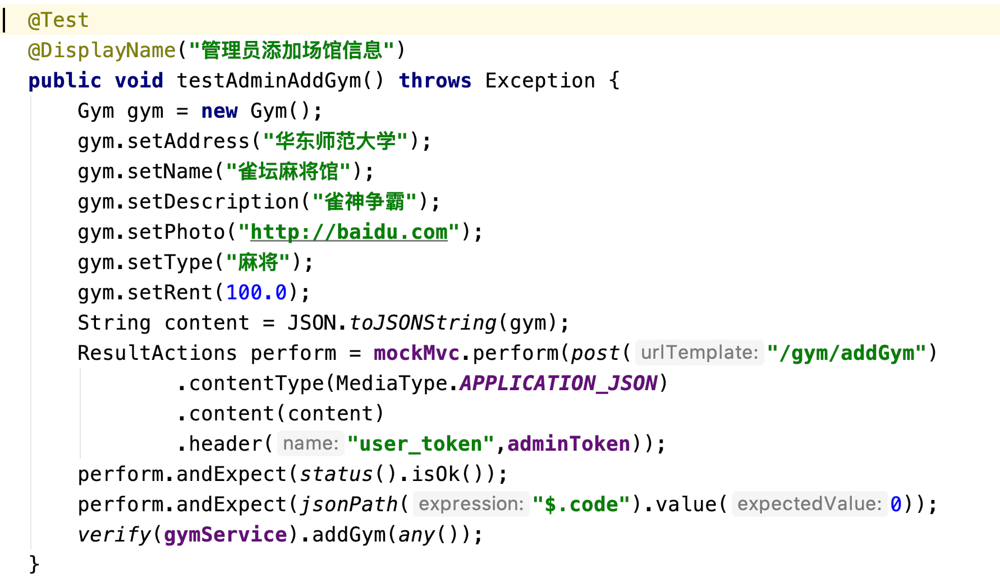 @Test
@DisplayName("管理员添加场馆信息")
public void testAdminAddGym() throws Exception {
    Gym gym = new Gym();
    gym.setAddress("华东师范大学");
    gym.setName("雀坛麻将馆");
    gym.setDescription("雀神争霸");
    gym.setPhoto("http://baidu.com");
    gym.setType("麻将");
    gym.setRent(100.0);
    String content = JSON.toJSONString(gym);
    ResultActions perform = mockMvc.perform(post( urlTemplate: "/gym/addGym")
            .contentType(MediaType.APPLICATION_JSON)
            .content(content)
            .header( name: "user_token",adminToken));
    perform.andExpect(status().isOk());
    perform.andExpect(jsonPath( expression: "$.code").value( expectedValue: 0));
    verify(gymService).addGym(any());
}